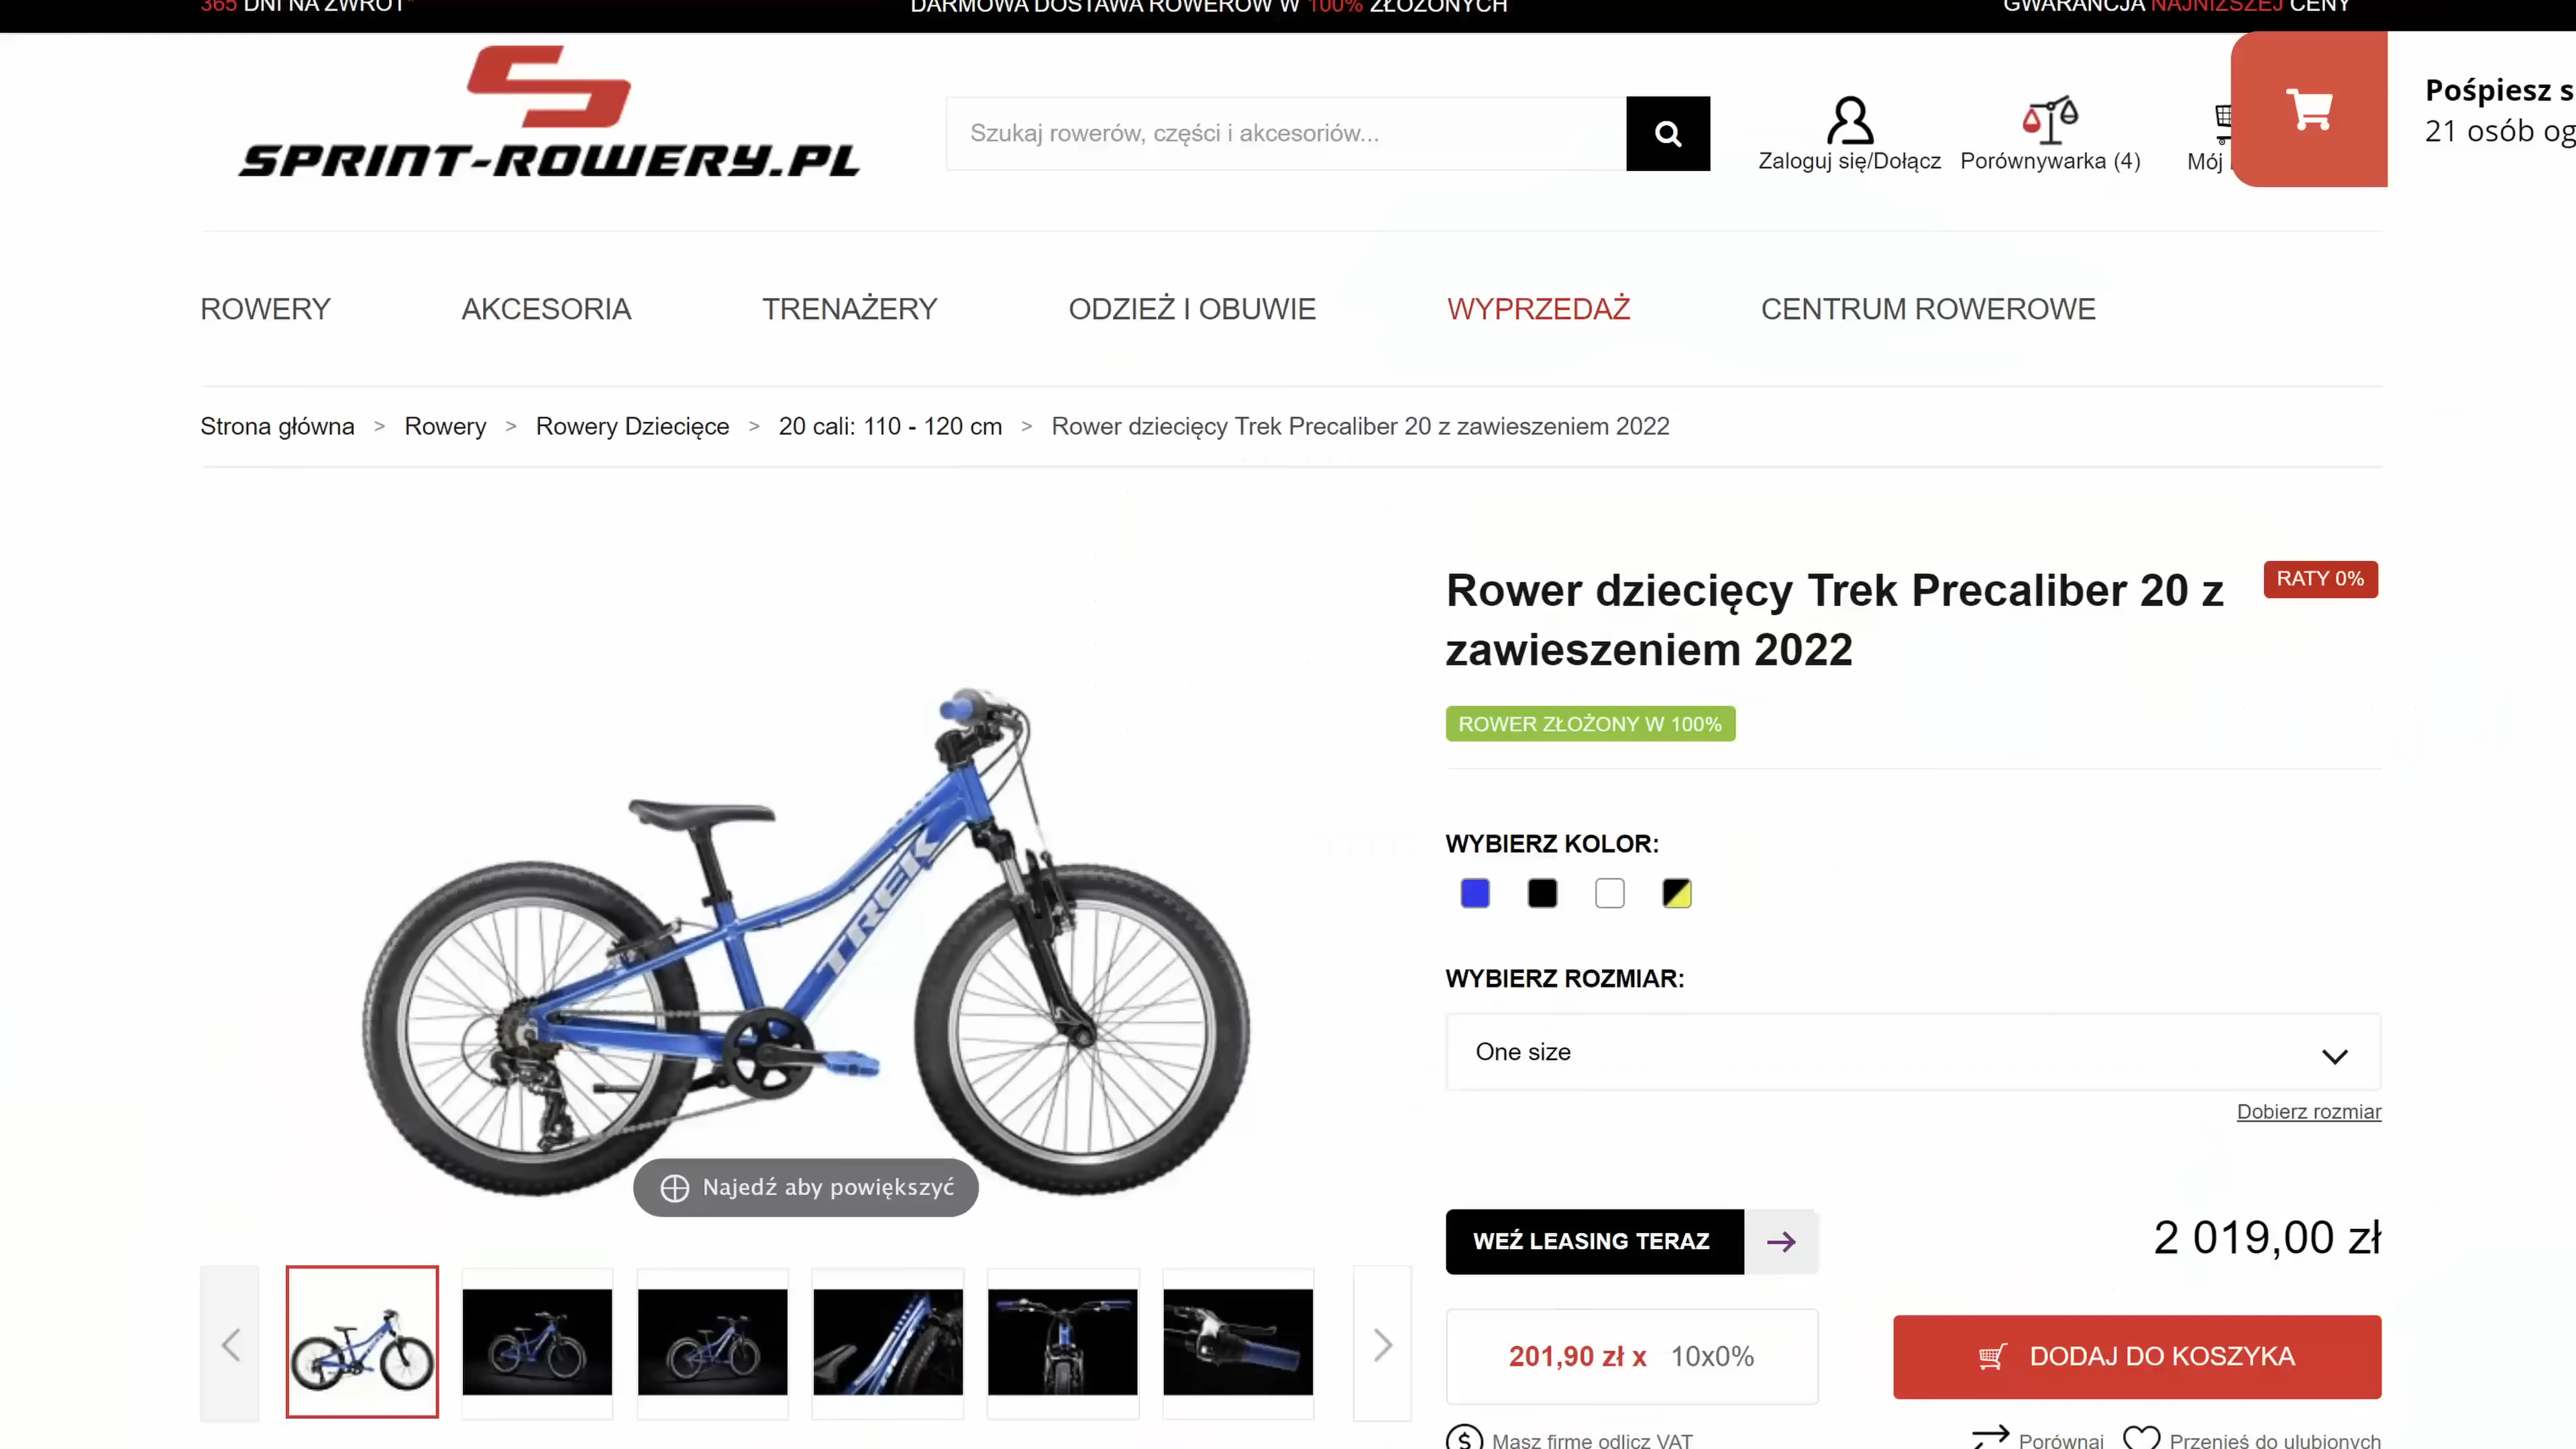 365 DNI NA ZWROT*
DARMOWA DOSTAWA ROWERÓW W 100% ZŁOŻONYCH
GWARANCJA NAJNIŻSZEJ CENY
SPRINT-ROWERY.PL
Szukaj rowerów, części i akcesoriów...
Zaloguj się/Dołącz
Porównywarka (4)
Mój
Pośpiesz s
21 osób og
ROWERY
AKCESORIA
TRENAŻERY
ODZIEŻ I OBUWIE
WYPRZEDAŻ
CENTRUM ROWEROWE
Strona główna > Rowery > Rowery Dziecięce > 20 cali: 110 - 120 cm > Rower dziecięcy Trek Precaliber 20 z zawieszeniem 2022
Rower dziecięcy Trek Precaliber 20 z
zawieszeniem 2022
RATY 0%
ROWER ZŁOŻONY W 100%
WYBIERZ KOLOR:
WYBIERZ ROZMIAR:
One size
Dobierz rozmiar
TREK
Najedź aby powiększyć
WEŹ LEASING TERAZ
2 019,00 zł
201,90 zł x 10x0%
DODAJ DO KOSZYKA
Masz firmę odlicz VAT
Porównaj
Przenieś do ulubionych